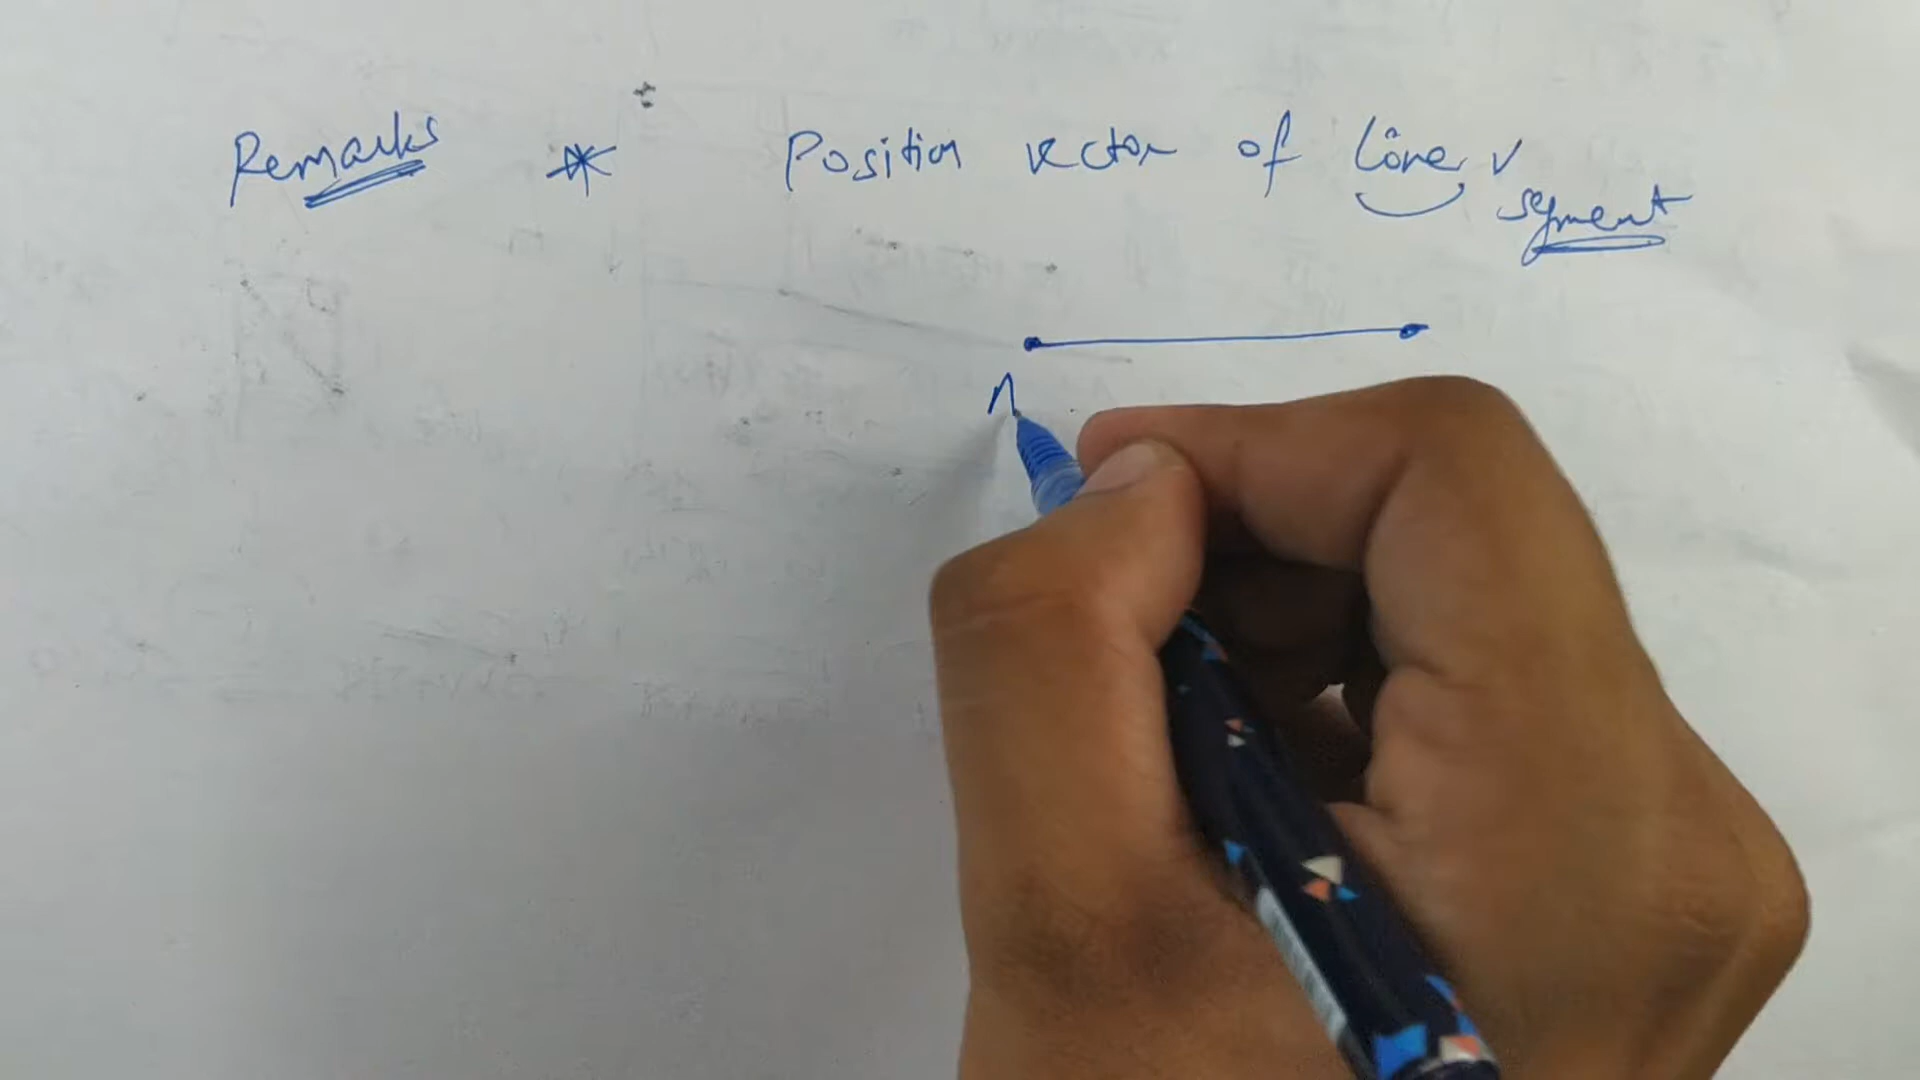 Remarks * Position vector of line
segment